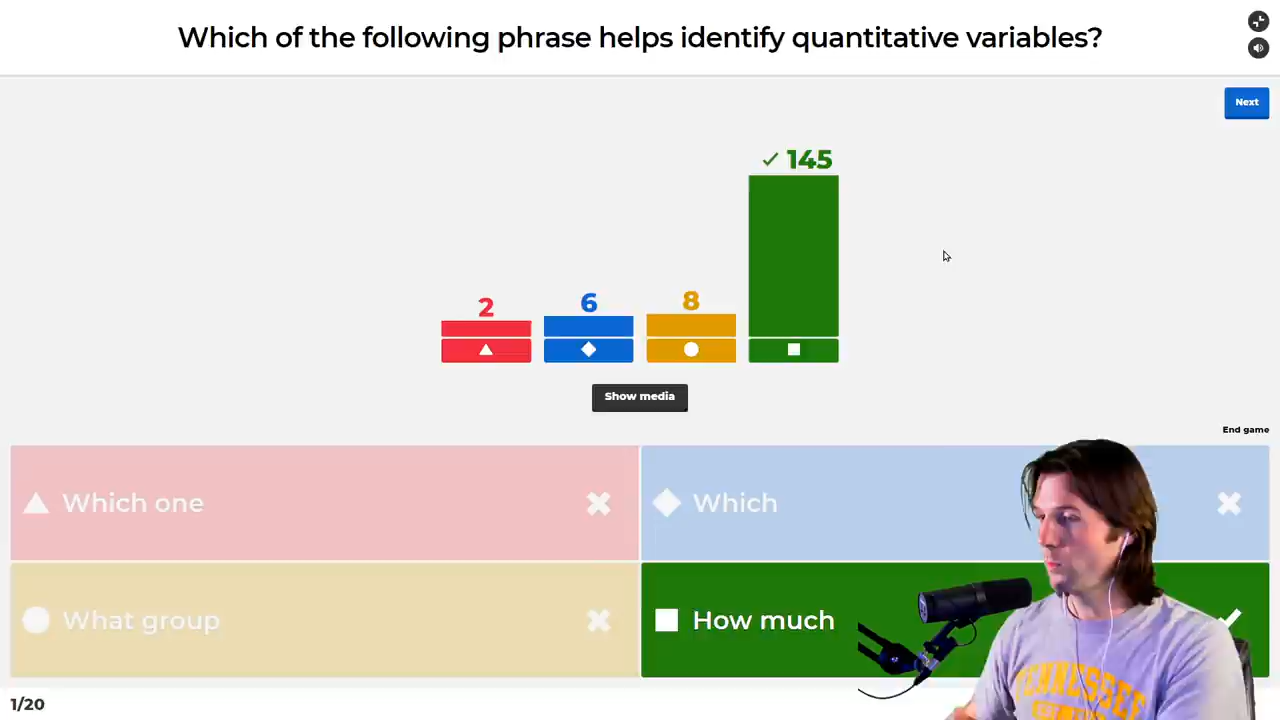 Which of the following phrase helps identify quantitative variables?
Next
145
2
6
8
Show media
End game
Which one
Which
What group
How much
TENNESSEE
1/20